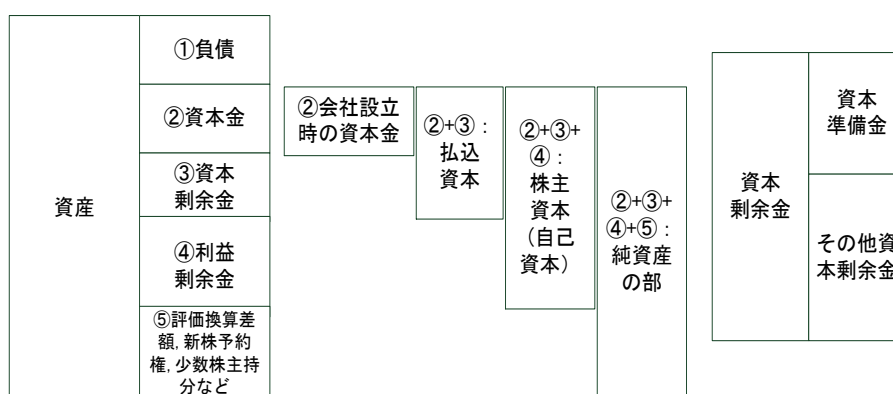 資産
①負債
②資本金
③資本
剰余金
④利益
剰余金
⑤評価換算差
額, 新株予約
権, 少数株主持
分など
②会社設立
時の資本金
②+③：
払込
資本
②+③+
④：
株主
資本
（自己
資本）
②+③+
④+⑤：
純資産
の部
資本
剰余金
資本
準備金
その他資
本剰余金